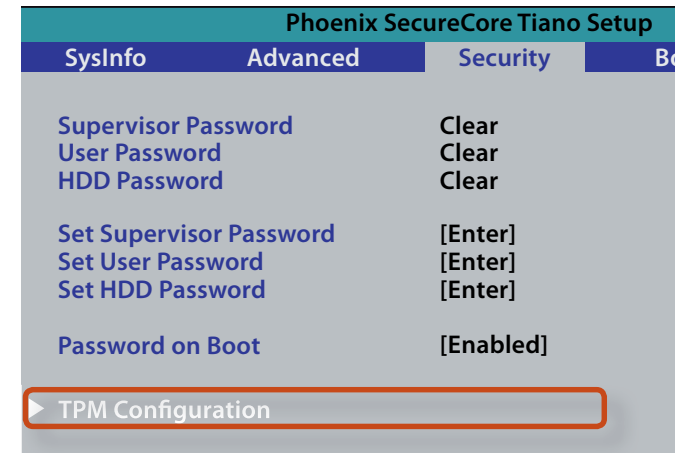 Phoenix SecureCore Tiano Setup
SysInfo Advanced Security
Supervisor Password Clear
User Password Clear
HDD Password Clear
Set Supervisor Password [Enter]
Set User Password [Enter]
Set HDD Password [Enter]
Password on Boot [Enabled]
TPM Configuration